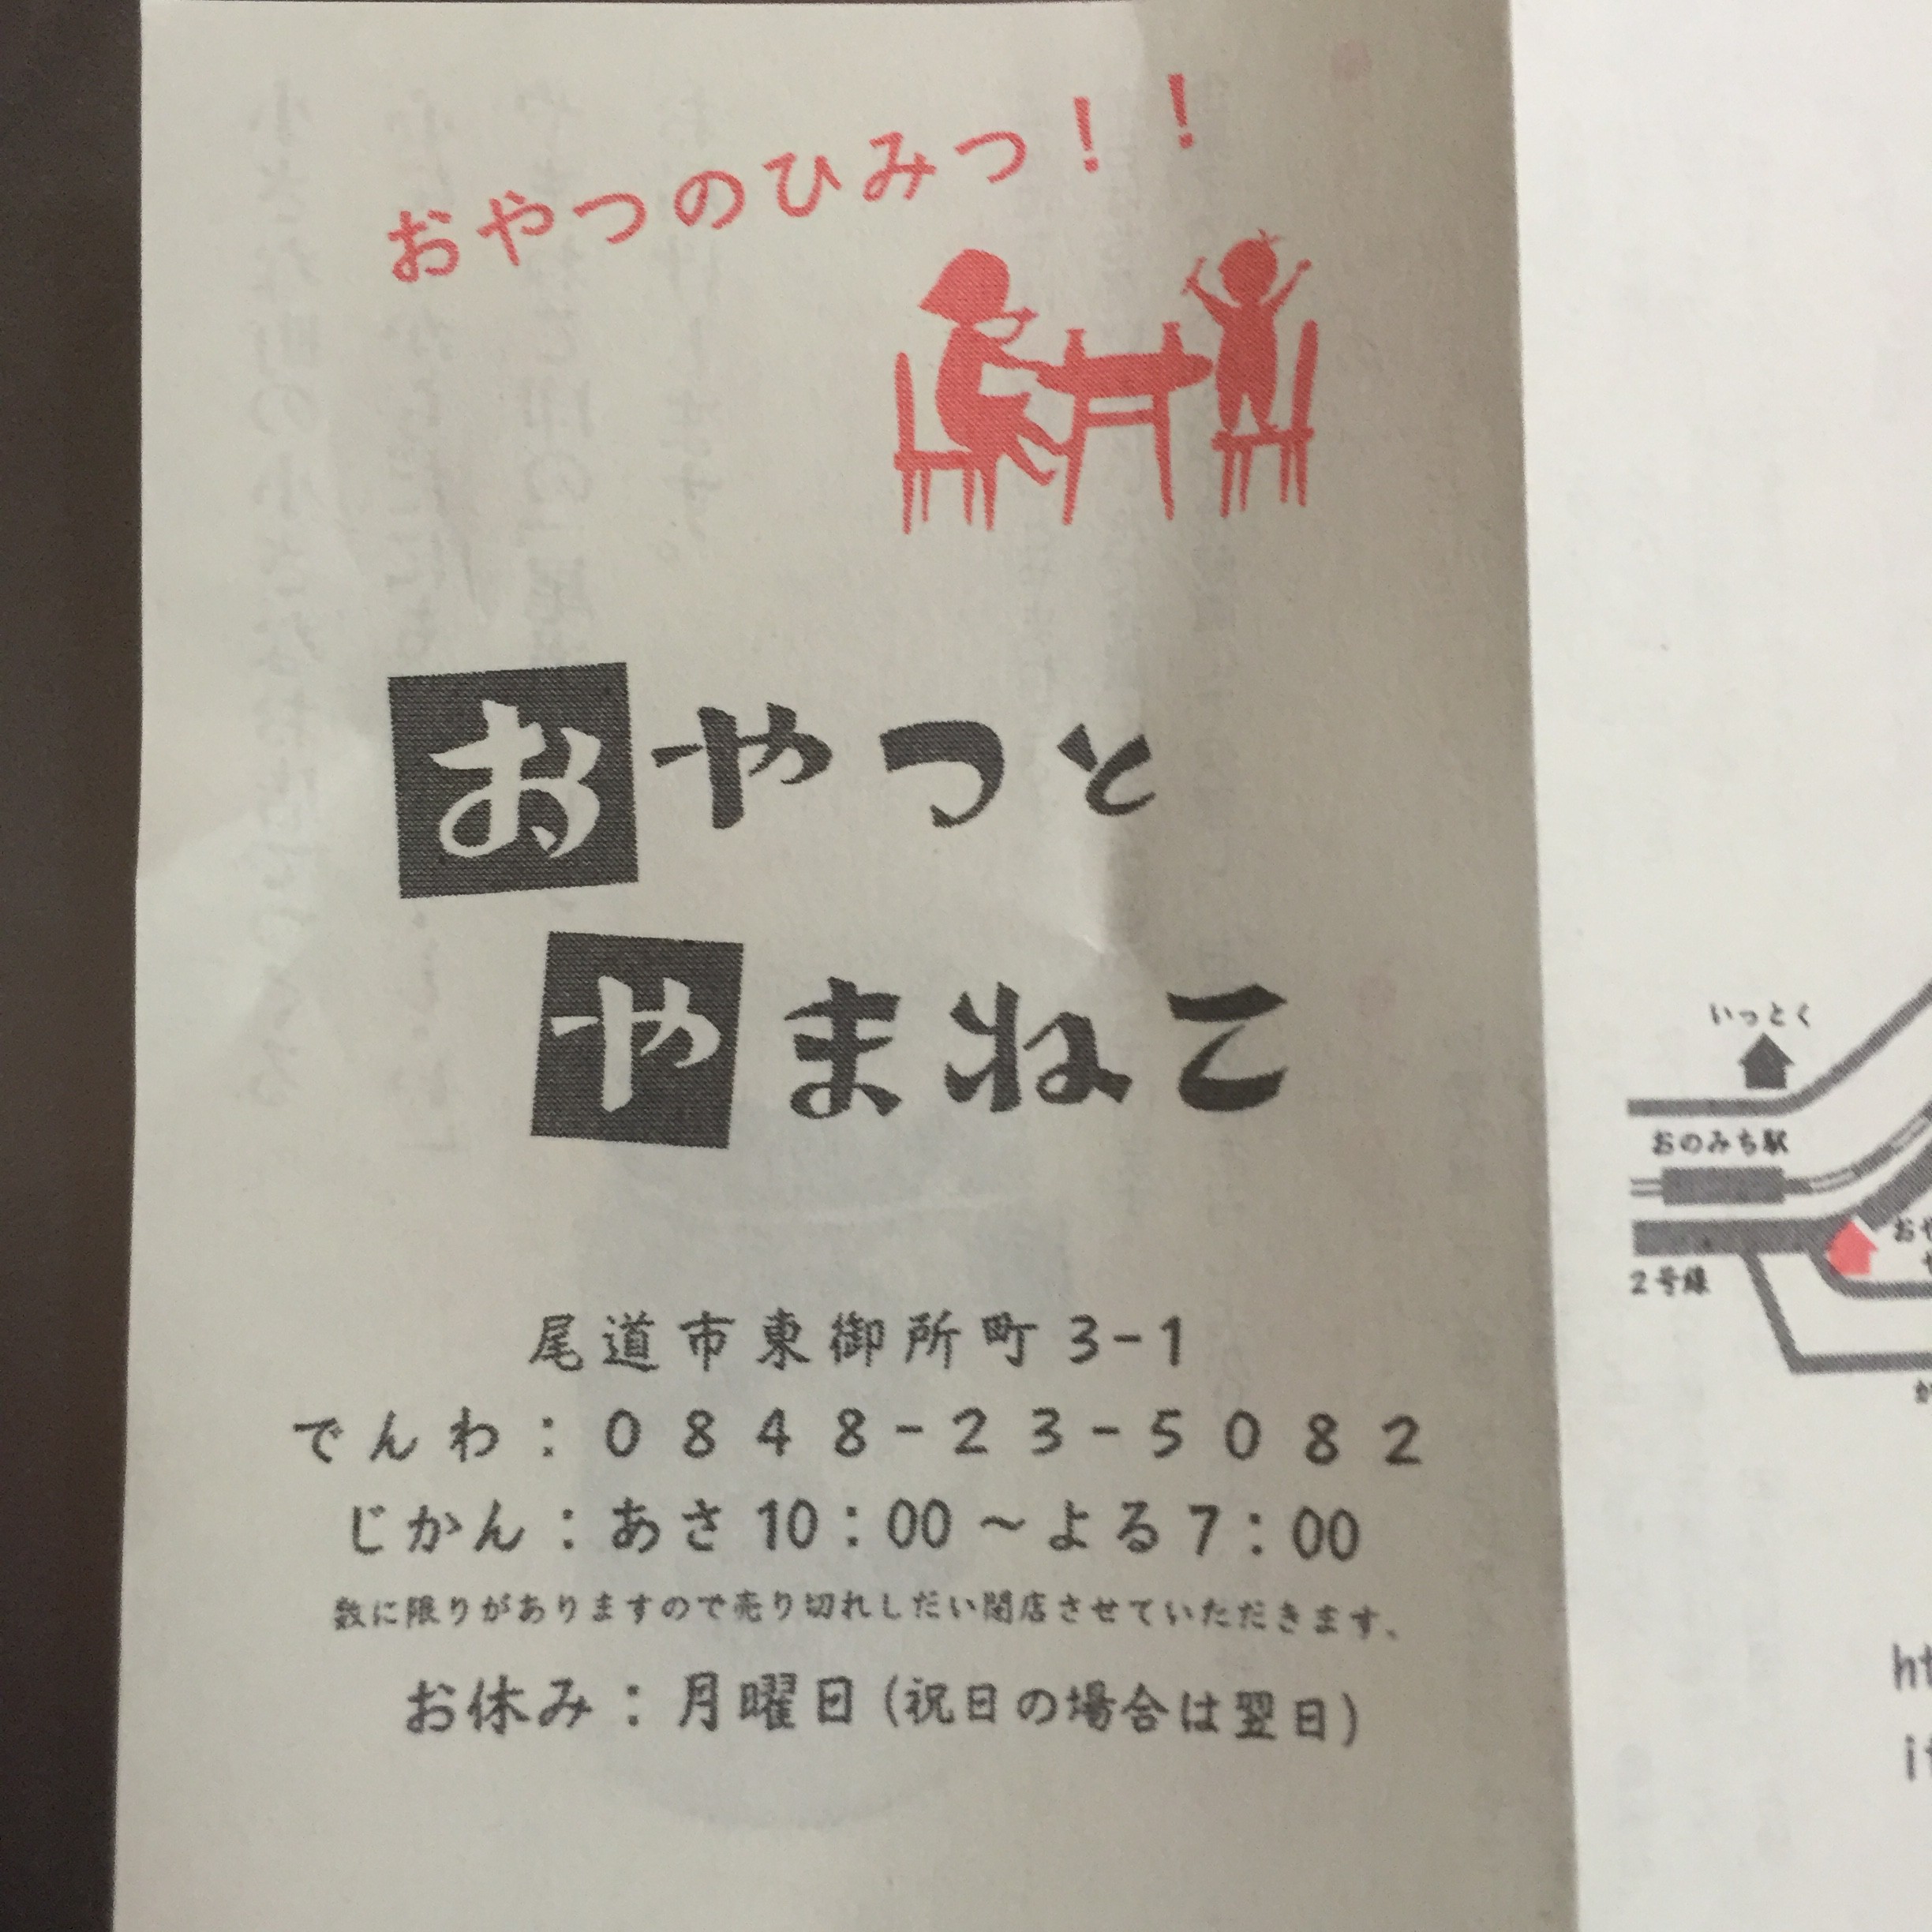 おやつのひみつ！！
おやつと
やまねこ
尾道市東御所町3-1
でんわ：0848-23-5082
じかん：あさ10：00～よる7：00
数に限りがありますので売り切れしだい閉店させていただきます、
お休み：月曜日(祝日の場合は翌日)
いっとく
おのみち駅
2号線